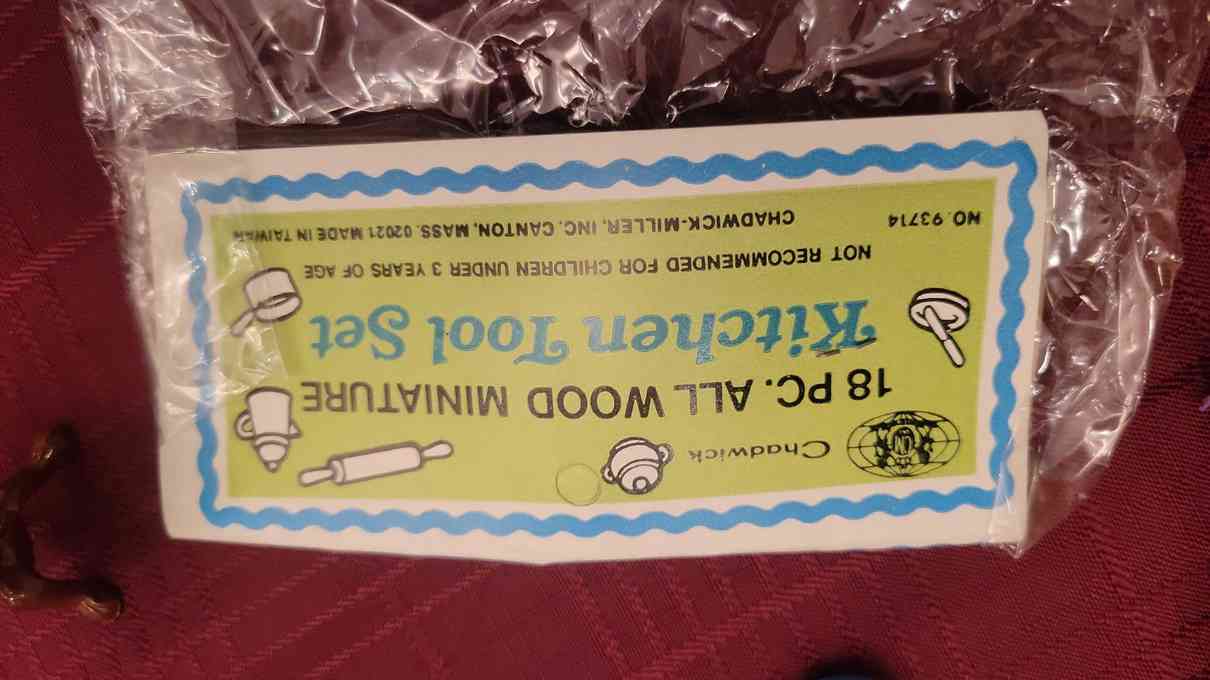 Chadwick
18 PC. ALL WOOD MINIATURE
Kitchen Tool Set
NOT RECOMMENDED FOR CHILDREN UNDER 3 YEARS OF AGE
NO. 93714 CHADWICK-MILLER, INC. CANTON, MASS. 02021 MADE IN TAIWAN